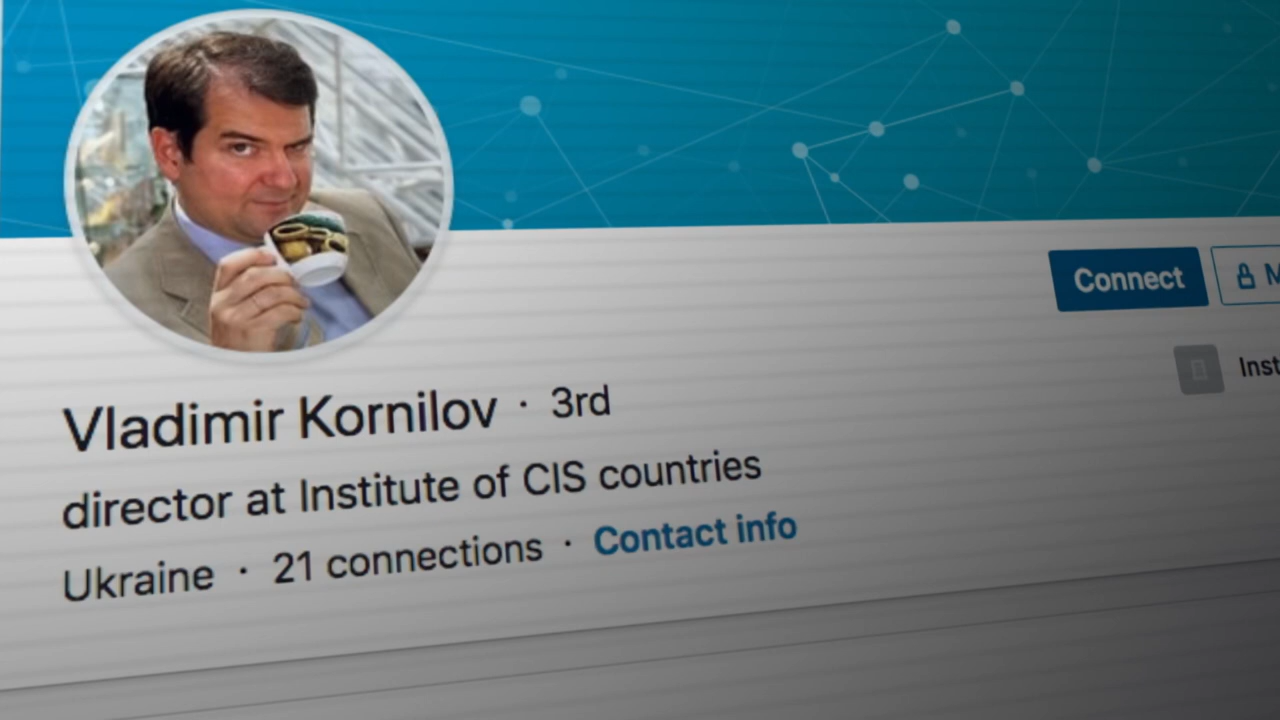 Connect
Vladimir Kornilov · 3rd
director at Institute of CIS countries
Ukraine · 21 connections · Contact info